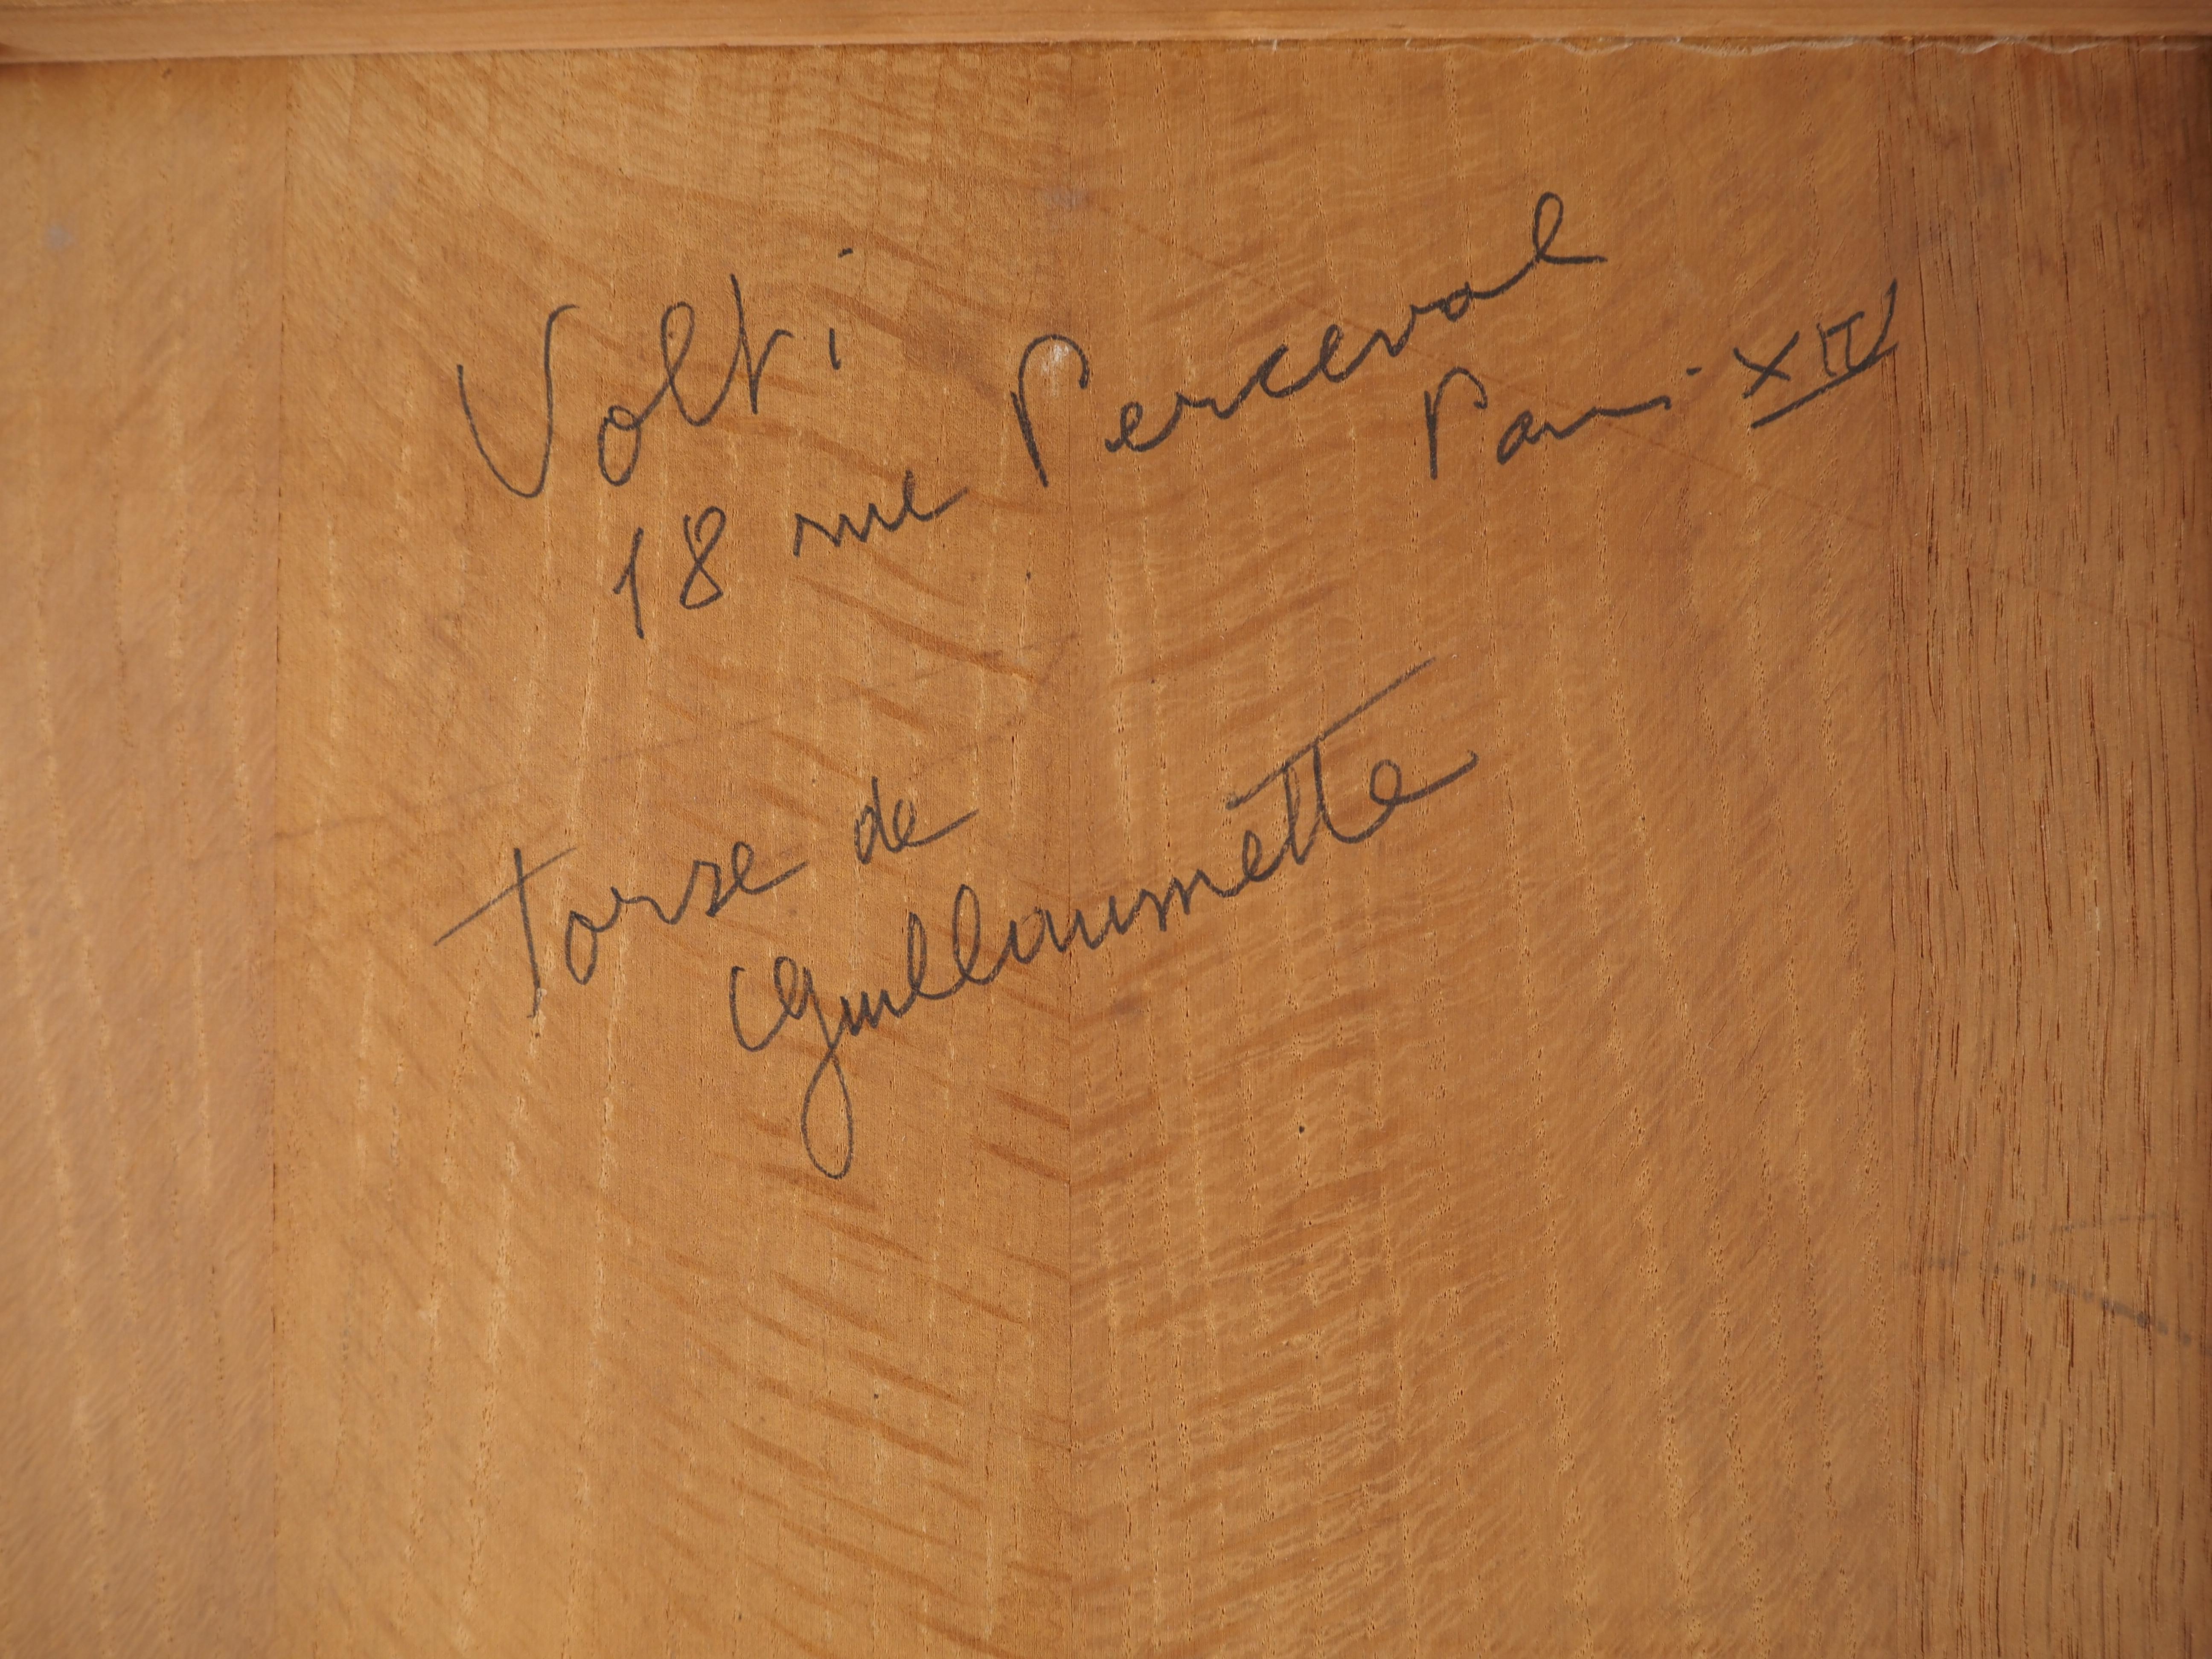 Volti
18 rue Perceval
Paris XIV
Torse de
Guillaumette